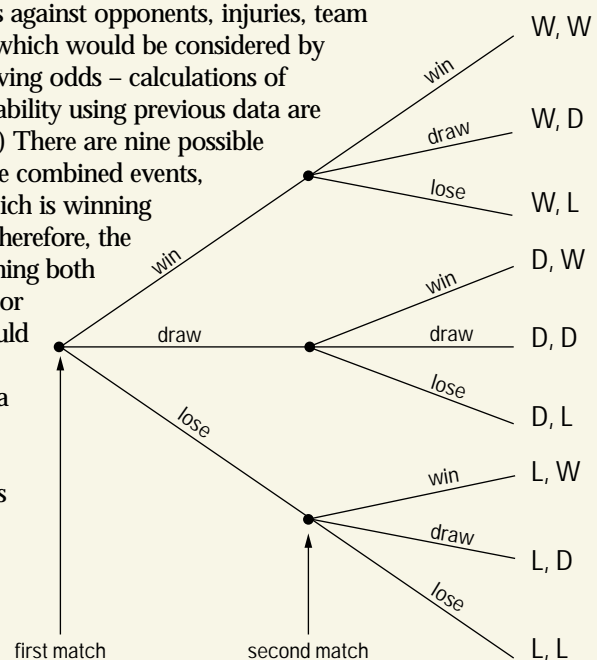 s against opponents, injuries, team
which would be considered by
ving odds – calculations of
ability using previous data are
) There are nine possible
e combined events,
ich is winning
herefore, the
ning both
or
uld
a
s
win
draw
lose
first match
win
draw
lose
win
draw
lose
win
draw
lose
second match
W, W
W, D
W, L
D, W
D, D
D, L
L, W
L, D
L, L